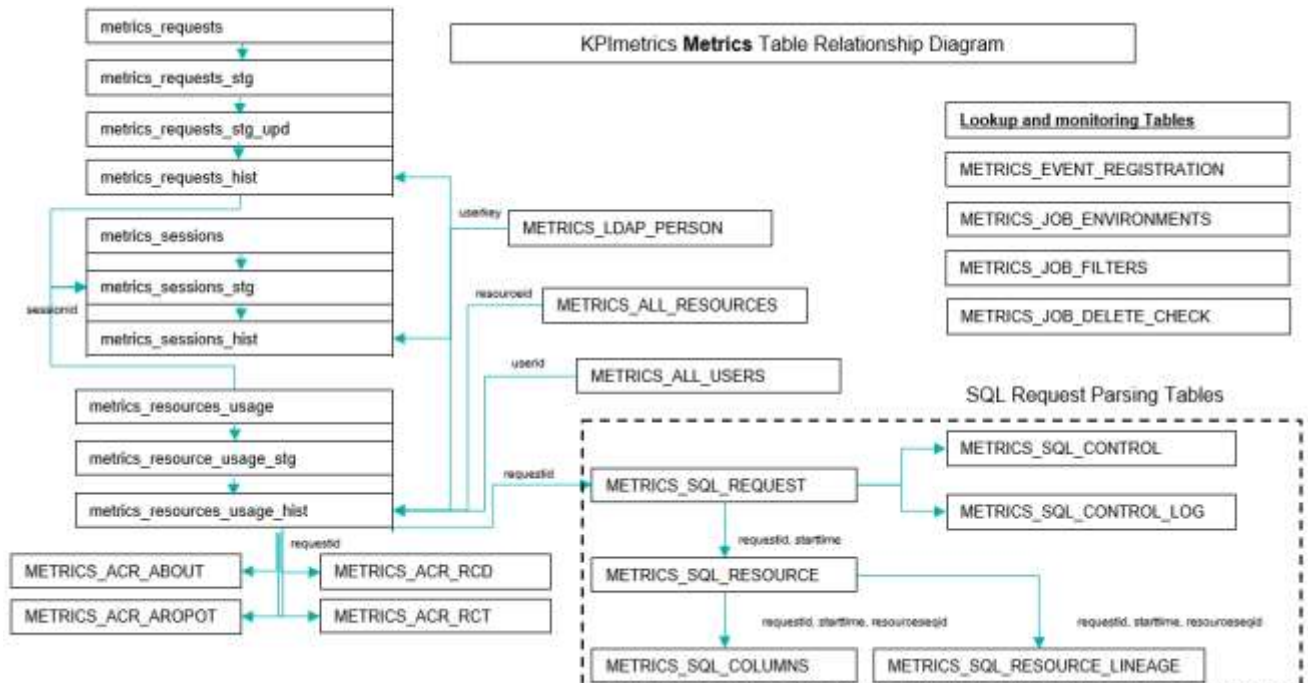 metrics_requests
KPImetrics Metrics Table Relationship Diagram
metrics_requests_stg
metrics_requests_stg_upd
metrics_requests_hist
Lookup and monitoring Tables
METRICS_EVENT_REGISTRATION
METRICS_JOB_ENVIRONMENTS
METRICS_JOB_FILTERS
METRICS_JOB_DELETE_CHECK
userkey
METRICS_LDAP_PERSON
metrics_sessions
metrics_sessions_stg
metrics_sessions_hist
sessionid
resourceid
METRICS_ALL_RESOURCES
userid
METRICS_ALL_USERS
metrics_resources_usage
metrics_resource_usage_stg
metrics_resources_usage_hist
requestid
SQL Request Parsing Tables
METRICS_SQL_REQUEST
METRICS_SQL_CONTROL
METRICS_SQL_CONTROL_LOG
requestid
METRICS_ACR_ABOUT
METRICS_ACR_RCD
METRICS_ACR_AROPOT
METRICS_ACR_RCT
requestid, starttime
METRICS_SQL_RESOURCE
requestid, starttime, resourceseqid
requestid, starttime, resourceseqid
METRICS_SQL_COLUMNS
METRICS_SQL_RESOURCE_LINEAGE